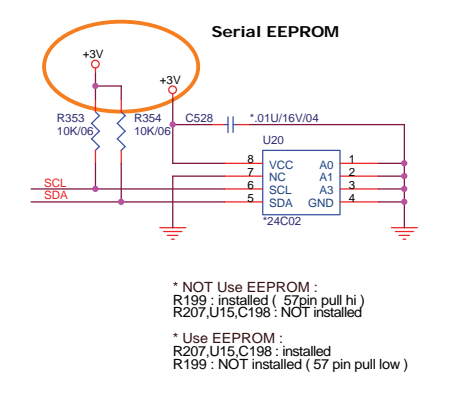 Serial EEPROM
+3V
+3V
R353
10K/06
R354
10K/06
C528
*.01U/16V/04
U20
8 VCC A0 1
7 NC A1 2
SCL 6 SCL A3 3
SDA 5 SDA GND 4
*24C02
* NOT Use EEPROM :
R199 : installed ( 57pin pull hi )
R207,U15,C198 : NOT installed
* Use EEPROM :
R207,U15,C198 : installed
R199 : NOT installed ( 57 pin pull low )